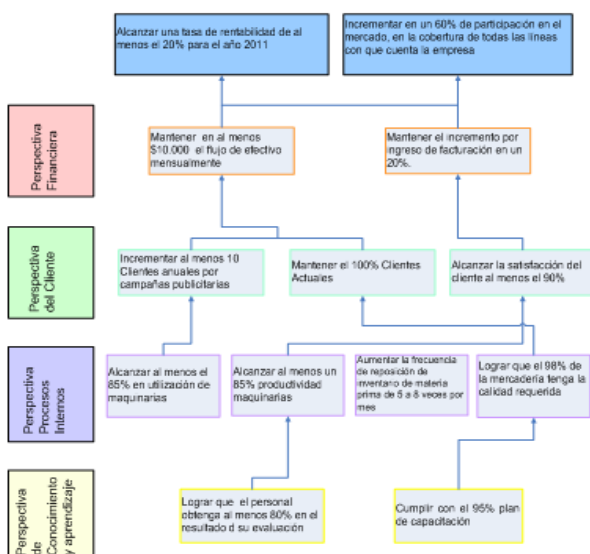 Alcanzar una tasa de rentabilidad de al
menos el 20% para el año 2011
Incrementar en un 60% de participación en el
mercado, en la cobertura de todas las líneas
con que cuenta la empresa
Perspectiva
Financiera
Mantener en al menos
$10.000 el flujo de efectivo
mensualmente
Mantener el incremento por
ingreso de facturación en un
20%.
Perspectiva
del Cliente
Incrementar al menos 10
Clientes anuales por
campañas publicitarias
Mantener el 100% Clientes
Actuales
Alcanzar la satisfacción del
cliente al menos el 90%
Perspectiva
Procesos
Internos
Alcanzar al menos el
85% en utilización de
maquinarias
Alcanzar al menos un
85% productividad
maquinarias
Aumentar la frecuencia
de reposición de
inventario de materia
prima de 5 a 8 veces por
mes
Lograr que el 98% de
la mercadería tenga la
calidad requerida
Perspectiva
de
Conocimiento
y aprendizaje
Lograr que el personal
obtenga al menos 80% en el
resultado d su evaluación
Cumplir con el 95% plan
de capacitación